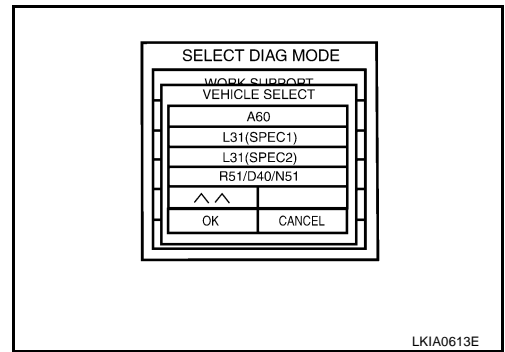 SELECT DIAG MODE
WORK SUPPORT
VEHICLE SELECT
A60
L31(SPEC1)
L31(SPEC2)
R51/D40/N51
OK CANCEL
LKIA0613E